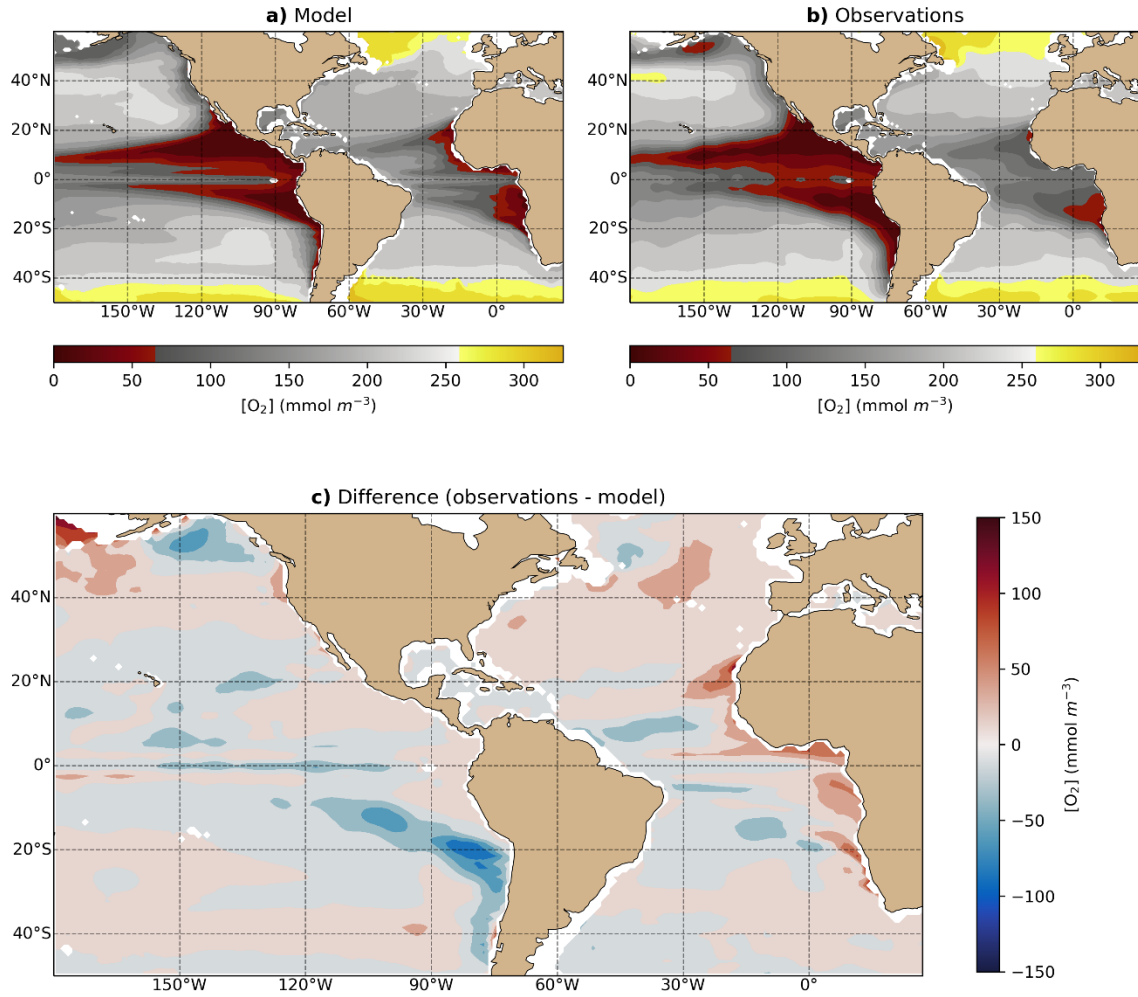 a) Model
b) Observations
40°N
20°N
0°
20°S
40°S
150°W 120°W 90°W 60°W 30°W 0°
40°N
20°N
0°
20°S
40°S
150°W 120°W 90°W 60°W 30°W 0°
0 50 100 150 200 250 300
[O₂] (mmol m⁻³)
0 50 100 150 200 250 300
[O₂] (mmol m⁻³)
c) Difference (observations - model)
40°N
20°N
0°
20°S
40°S
150°W 120°W 90°W 60°W 30°W 0°
150
100
50
0
−50
−100
−150
[O₂] (mmol m⁻³)